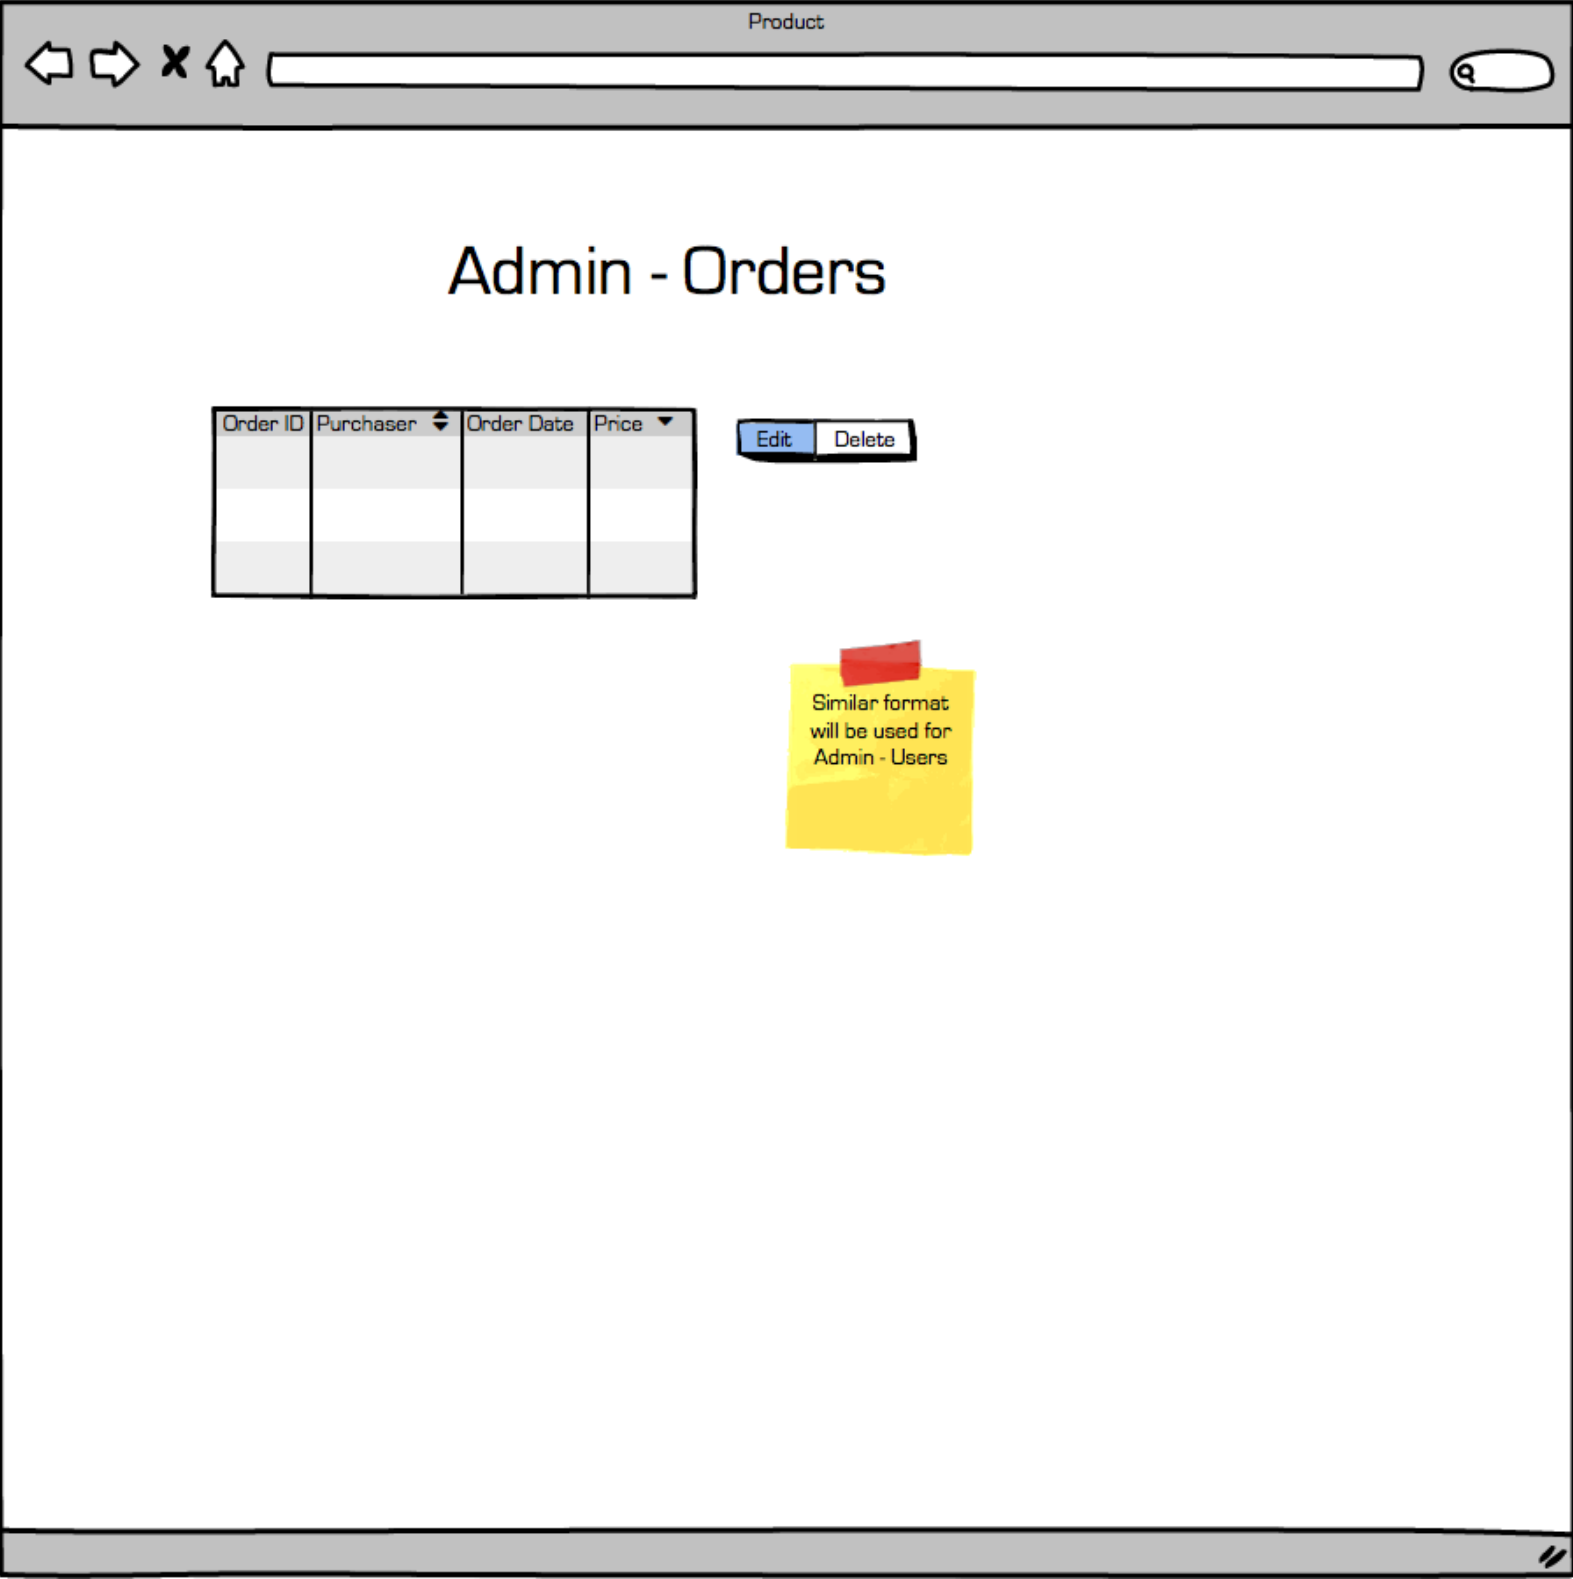 Product
Admin - Orders
Order ID Purchaser Order Date Price
Edit Delete
Similar format
will be used for
Admin - Users